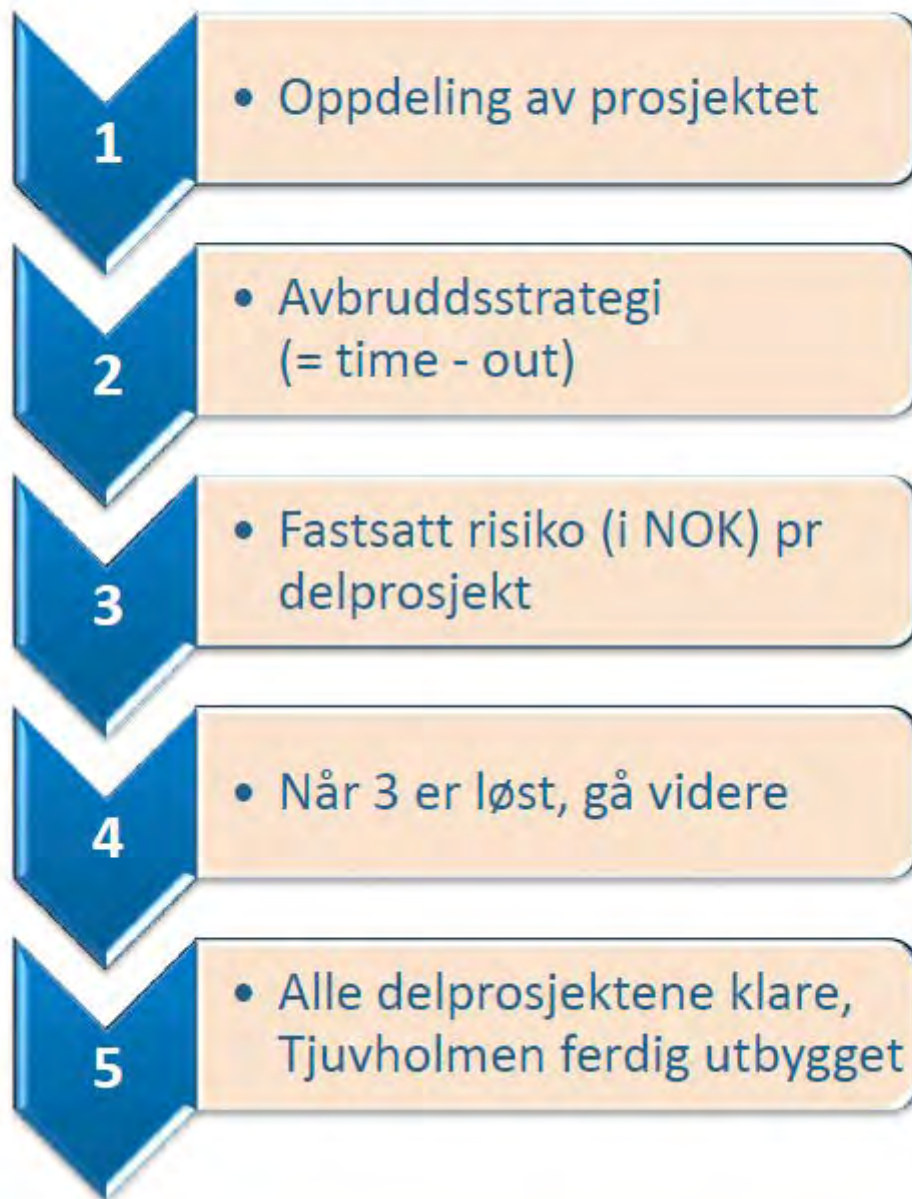 1
• Oppdeling av prosjektet
2
• Avbruddsstrategi
(= time - out)
3
• Fastsatt risiko (i NOK) pr
delprosjekt
4
• Når 3 er løst, gå videre
5
• Alle delprosjektene klare,
Tjuvholmen ferdig utbygget